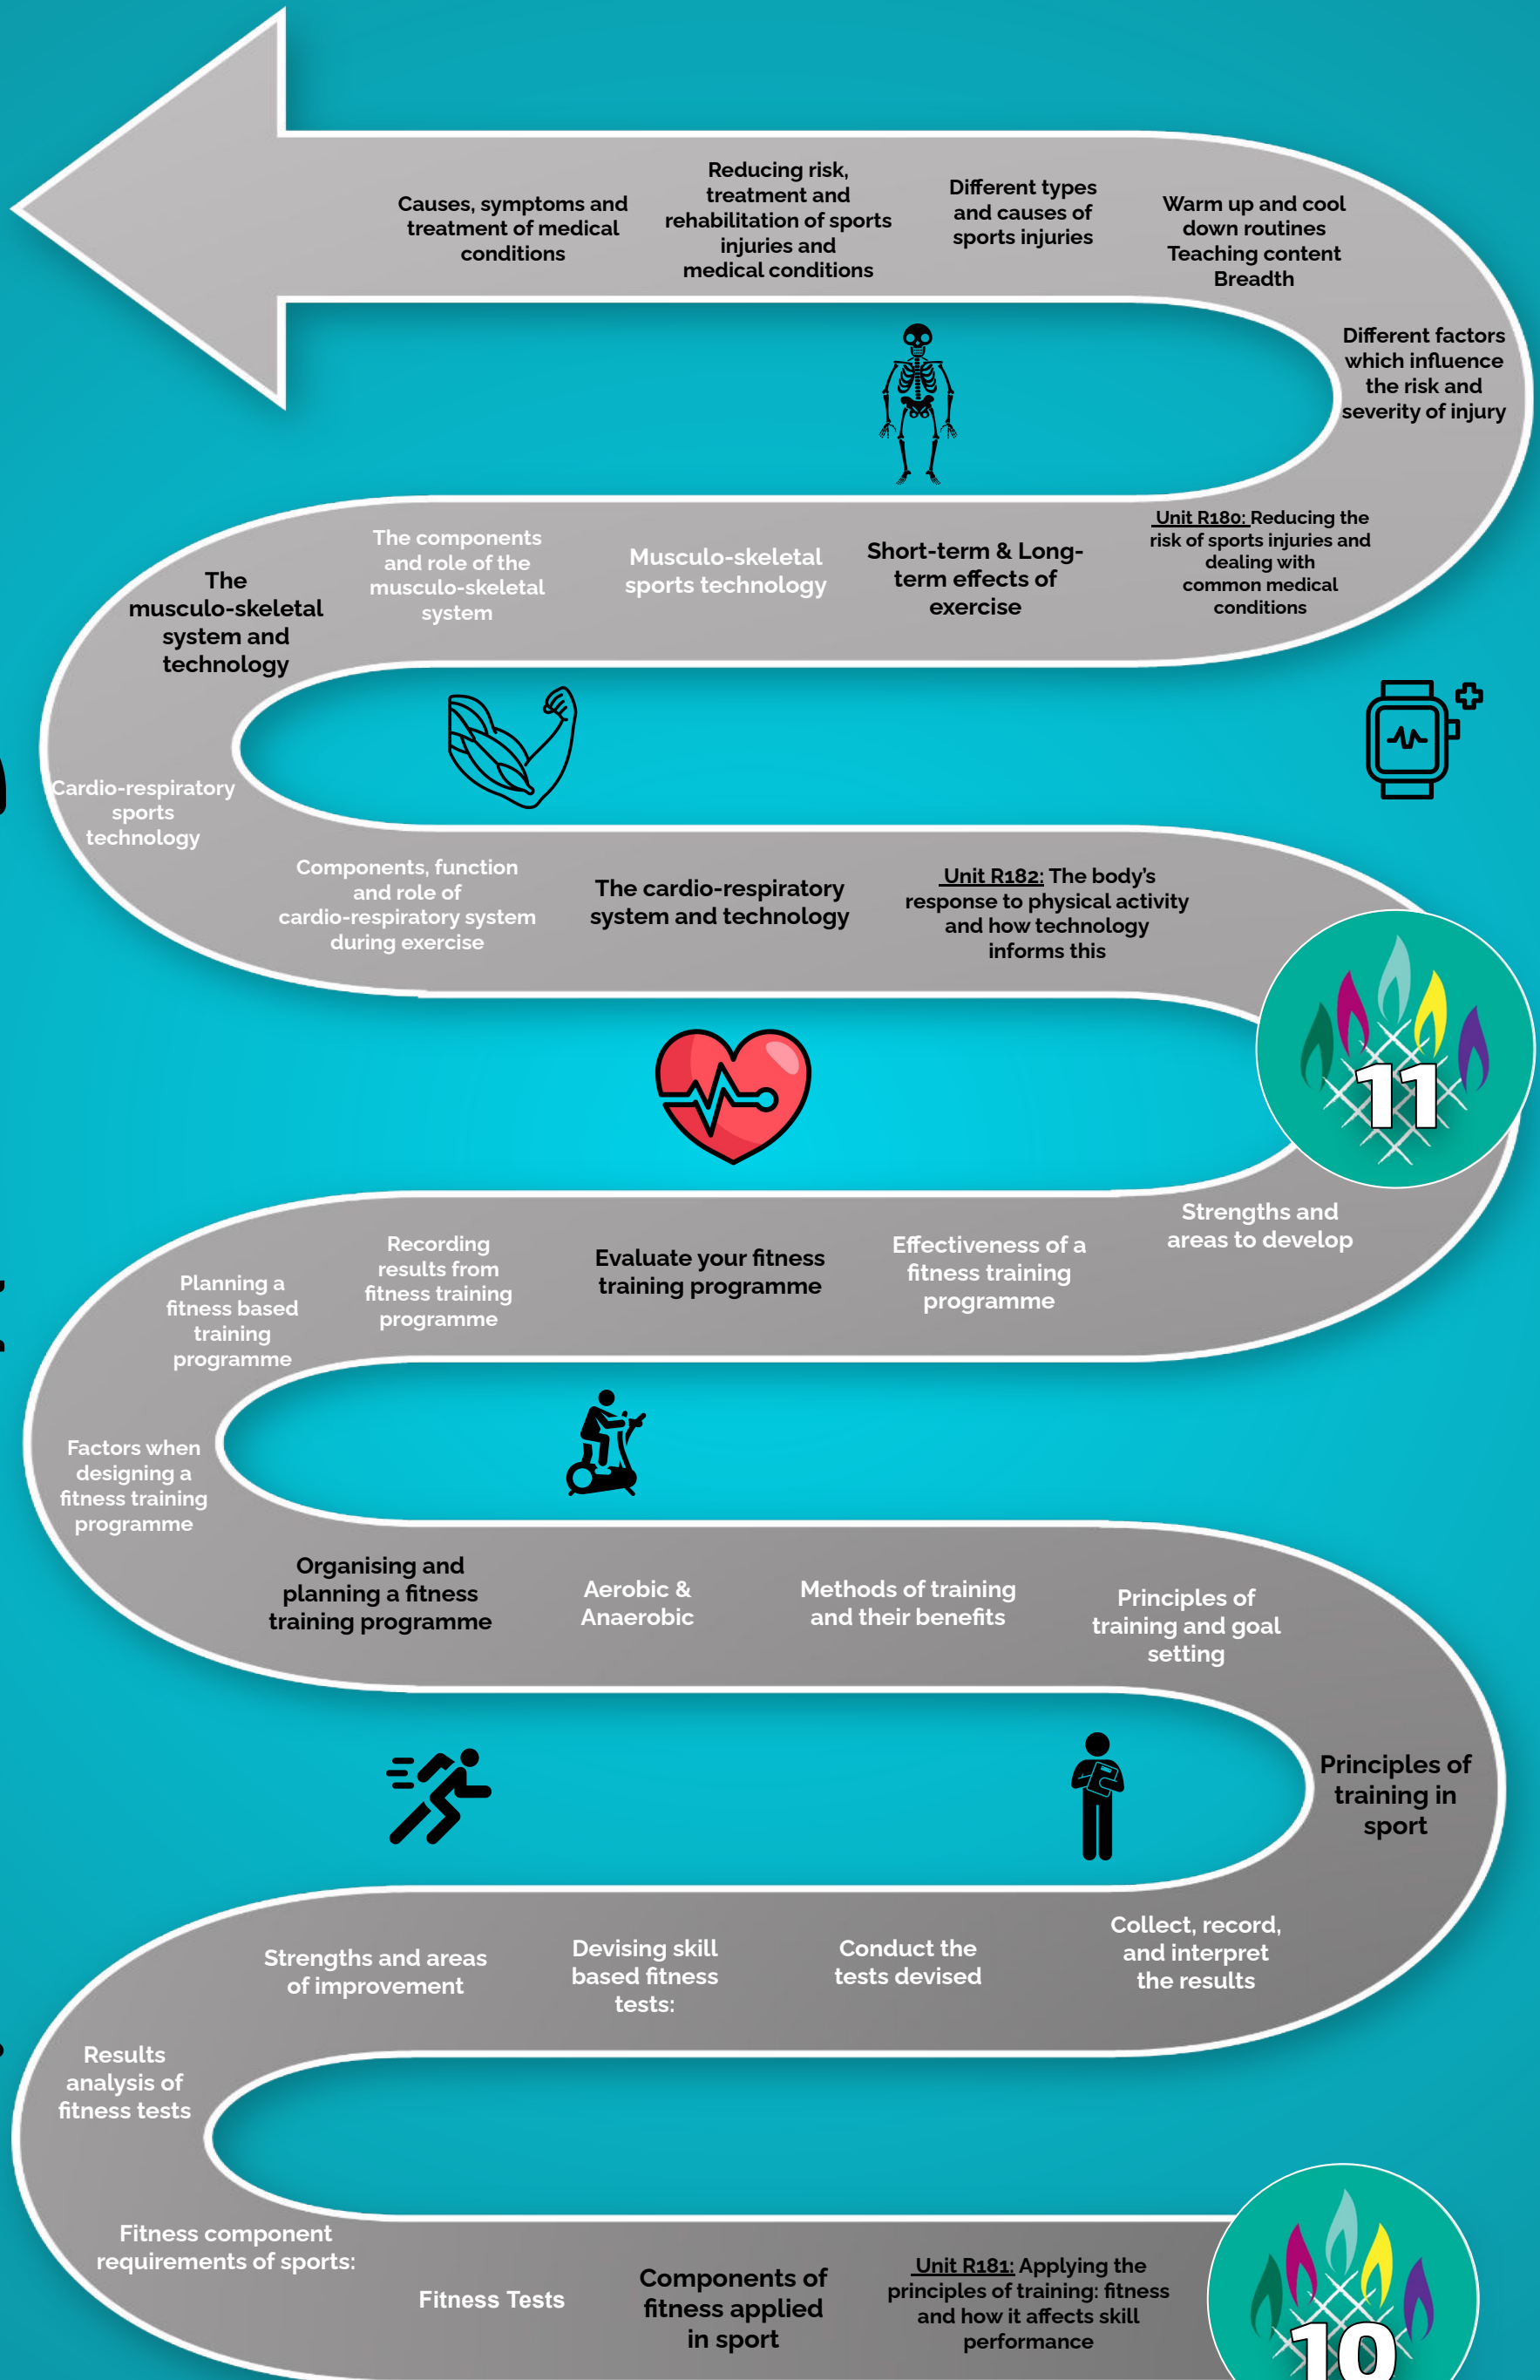 Causes, symptoms and
treatment of medical
conditions
Reducing risk,
treatment and
rehabilitation of sports
injuries and
medical conditions
Different types
and causes of
sports injuries
Warm up and cool
down routines
Teaching content
Breadth
Different factors
which influence
the risk and
severity of injury
The
musculo-skeletal
system and
technology
The components
and role of the
musculo-skeletal
system
Musculo-skeletal
sports technology
Short-term & Long-
term effects of
exercise
Unit R180: Reducing the
risk of sports injuries and
dealing with
common medical
conditions
Cardio-respiratory
sports
technology
Components, function
and role of
cardio-respiratory system
during exercise
The cardio-respiratory
system and technology
Unit R182: The body's
response to physical activity
and how technology
informs this
11
Planning a
fitness based
training
programme
Recording
results from
fitness training
programme
Evaluate your fitness
training programme
Effectiveness of a
fitness training
programme
Strengths and
areas to develop
Factors when
designing a
fitness training
programme
Organising and
planning a fitness
training programme
Aerobic &
Anaerobic
Methods of training
and their benefits
Principles of
training and goal
setting
Principles of
training in
sport
Strengths and areas
of improvement
Devising skill
based fitness
tests:
Conduct the
tests devised
Collect, record,
and interpret
the results
Results
analysis of
fitness tests
Fitness component
requirements of sports:
Fitness Tests
Components of
fitness applied
in sport
Unit R181: Applying the
principles of training: fitness
and how it affects skill
performance
10